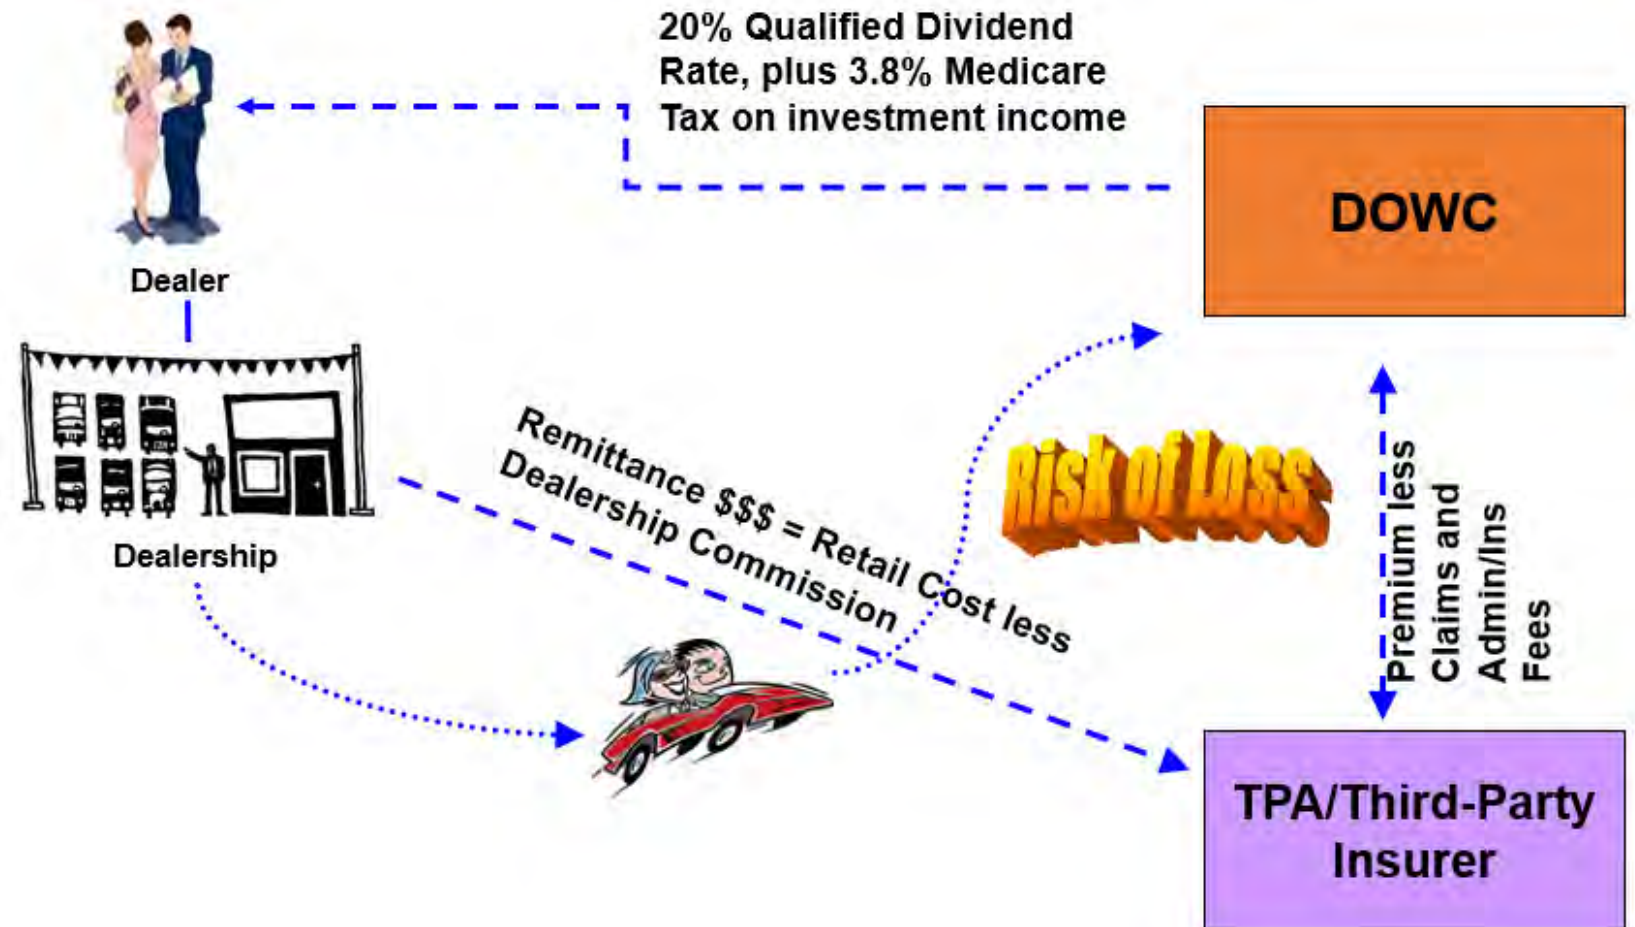 20% Qualified Dividend
Rate, plus 3.8% Medicare
Tax on investment income
DOWC
Dealer
Remittance $$$ = Retail Cost less
Dealership Commission
Risk of Loss
Premium less
Claims and
Admin/Ins
Fees
Dealership
TPA/Third-Party
Insurer